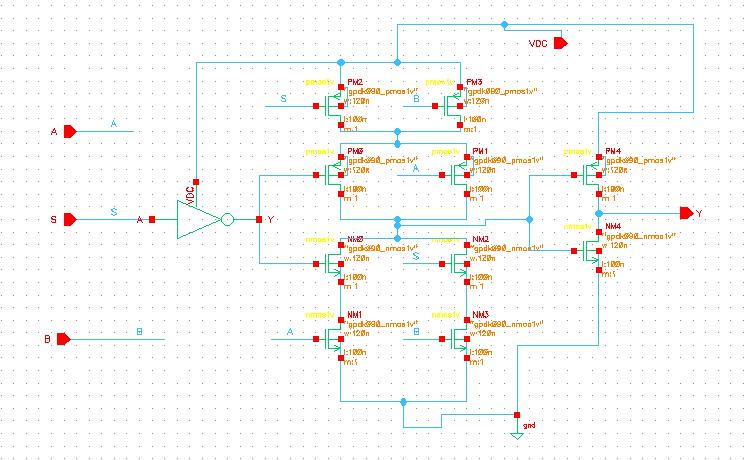 VDC
pmos1v PM2 pmos1v PM3
"gpdk090_pmos1v" "gpdk090_pmos1v"
S w:120n B w:120n
l:100n l:100n
m:1 m:1
A A
pmos1v PM0 pmos1v PM1 pmos1v PM4
"gpdk090_pmos1v" "gpdk090_pmos1v" "gpdk090_pmos1v"
w:120n A w:120n w:120n
l:100n l:100n l:100n
m:1 m:1 m:1
VDC
S S A Y Y
nmos1v NM4
"gpdk090_nmos1v"
w:120n
l:100n
m:1
nmos1v NM0 nmos1v NM2
"gpdk090_nmos1v" "gpdk090_nmos1v"
w:120n S w:120n
l:100n l:100n
m:1 m:1
nmos1v NM1 nmos1v NM3
"gpdk090_nmos1v" "gpdk090_nmos1v"
B B A w:120n B w:120n
l:100n l:100n
m:1 m:1
gnd